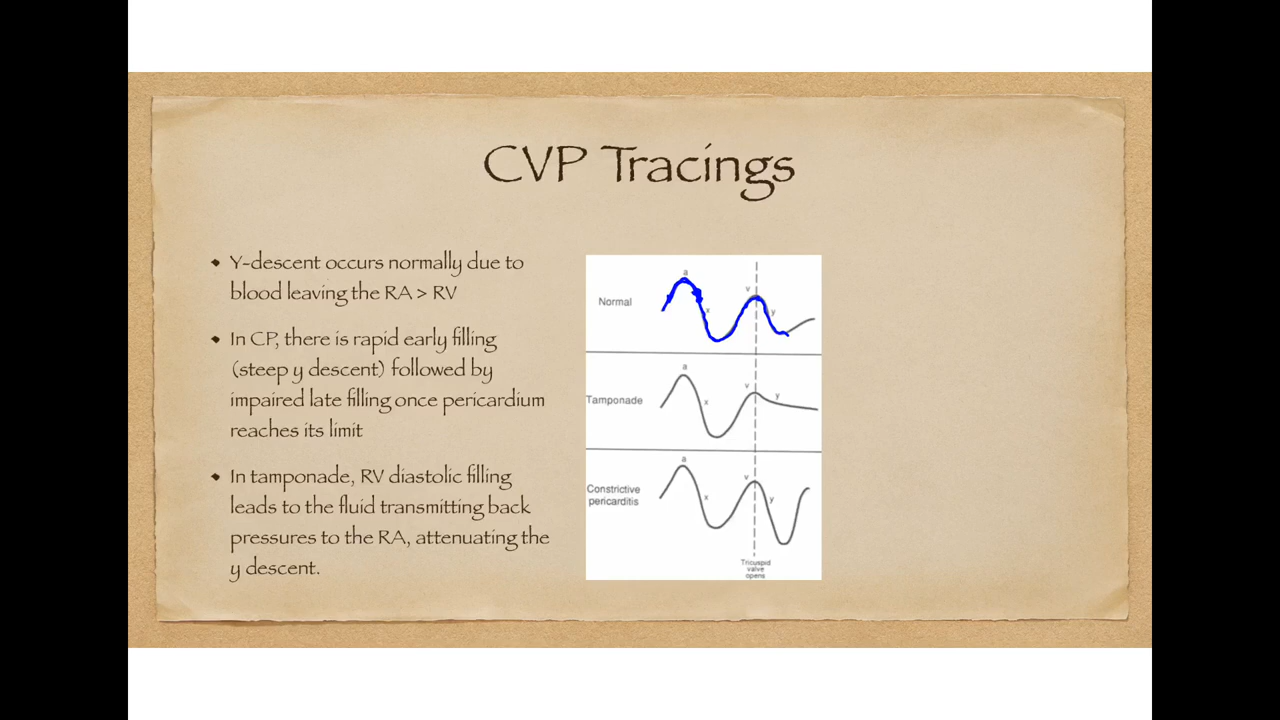 CVP Tracings
Y-descent occurs normally due to
blood leaving the RA > RV
In CP, there is rapid early filling
(steep y descent) followed by
impaired late filling once pericardium
reaches its limit
In tamponade, RV diastolic filling
leads to the fluid transmitting back
pressures to the RA, attenuating the
y descent.
a
v
Normal
x
y
a
v
Tamponade
x
y
a
v
Constrictive
pericarditis
x
y
Tricuspid
valve
opens